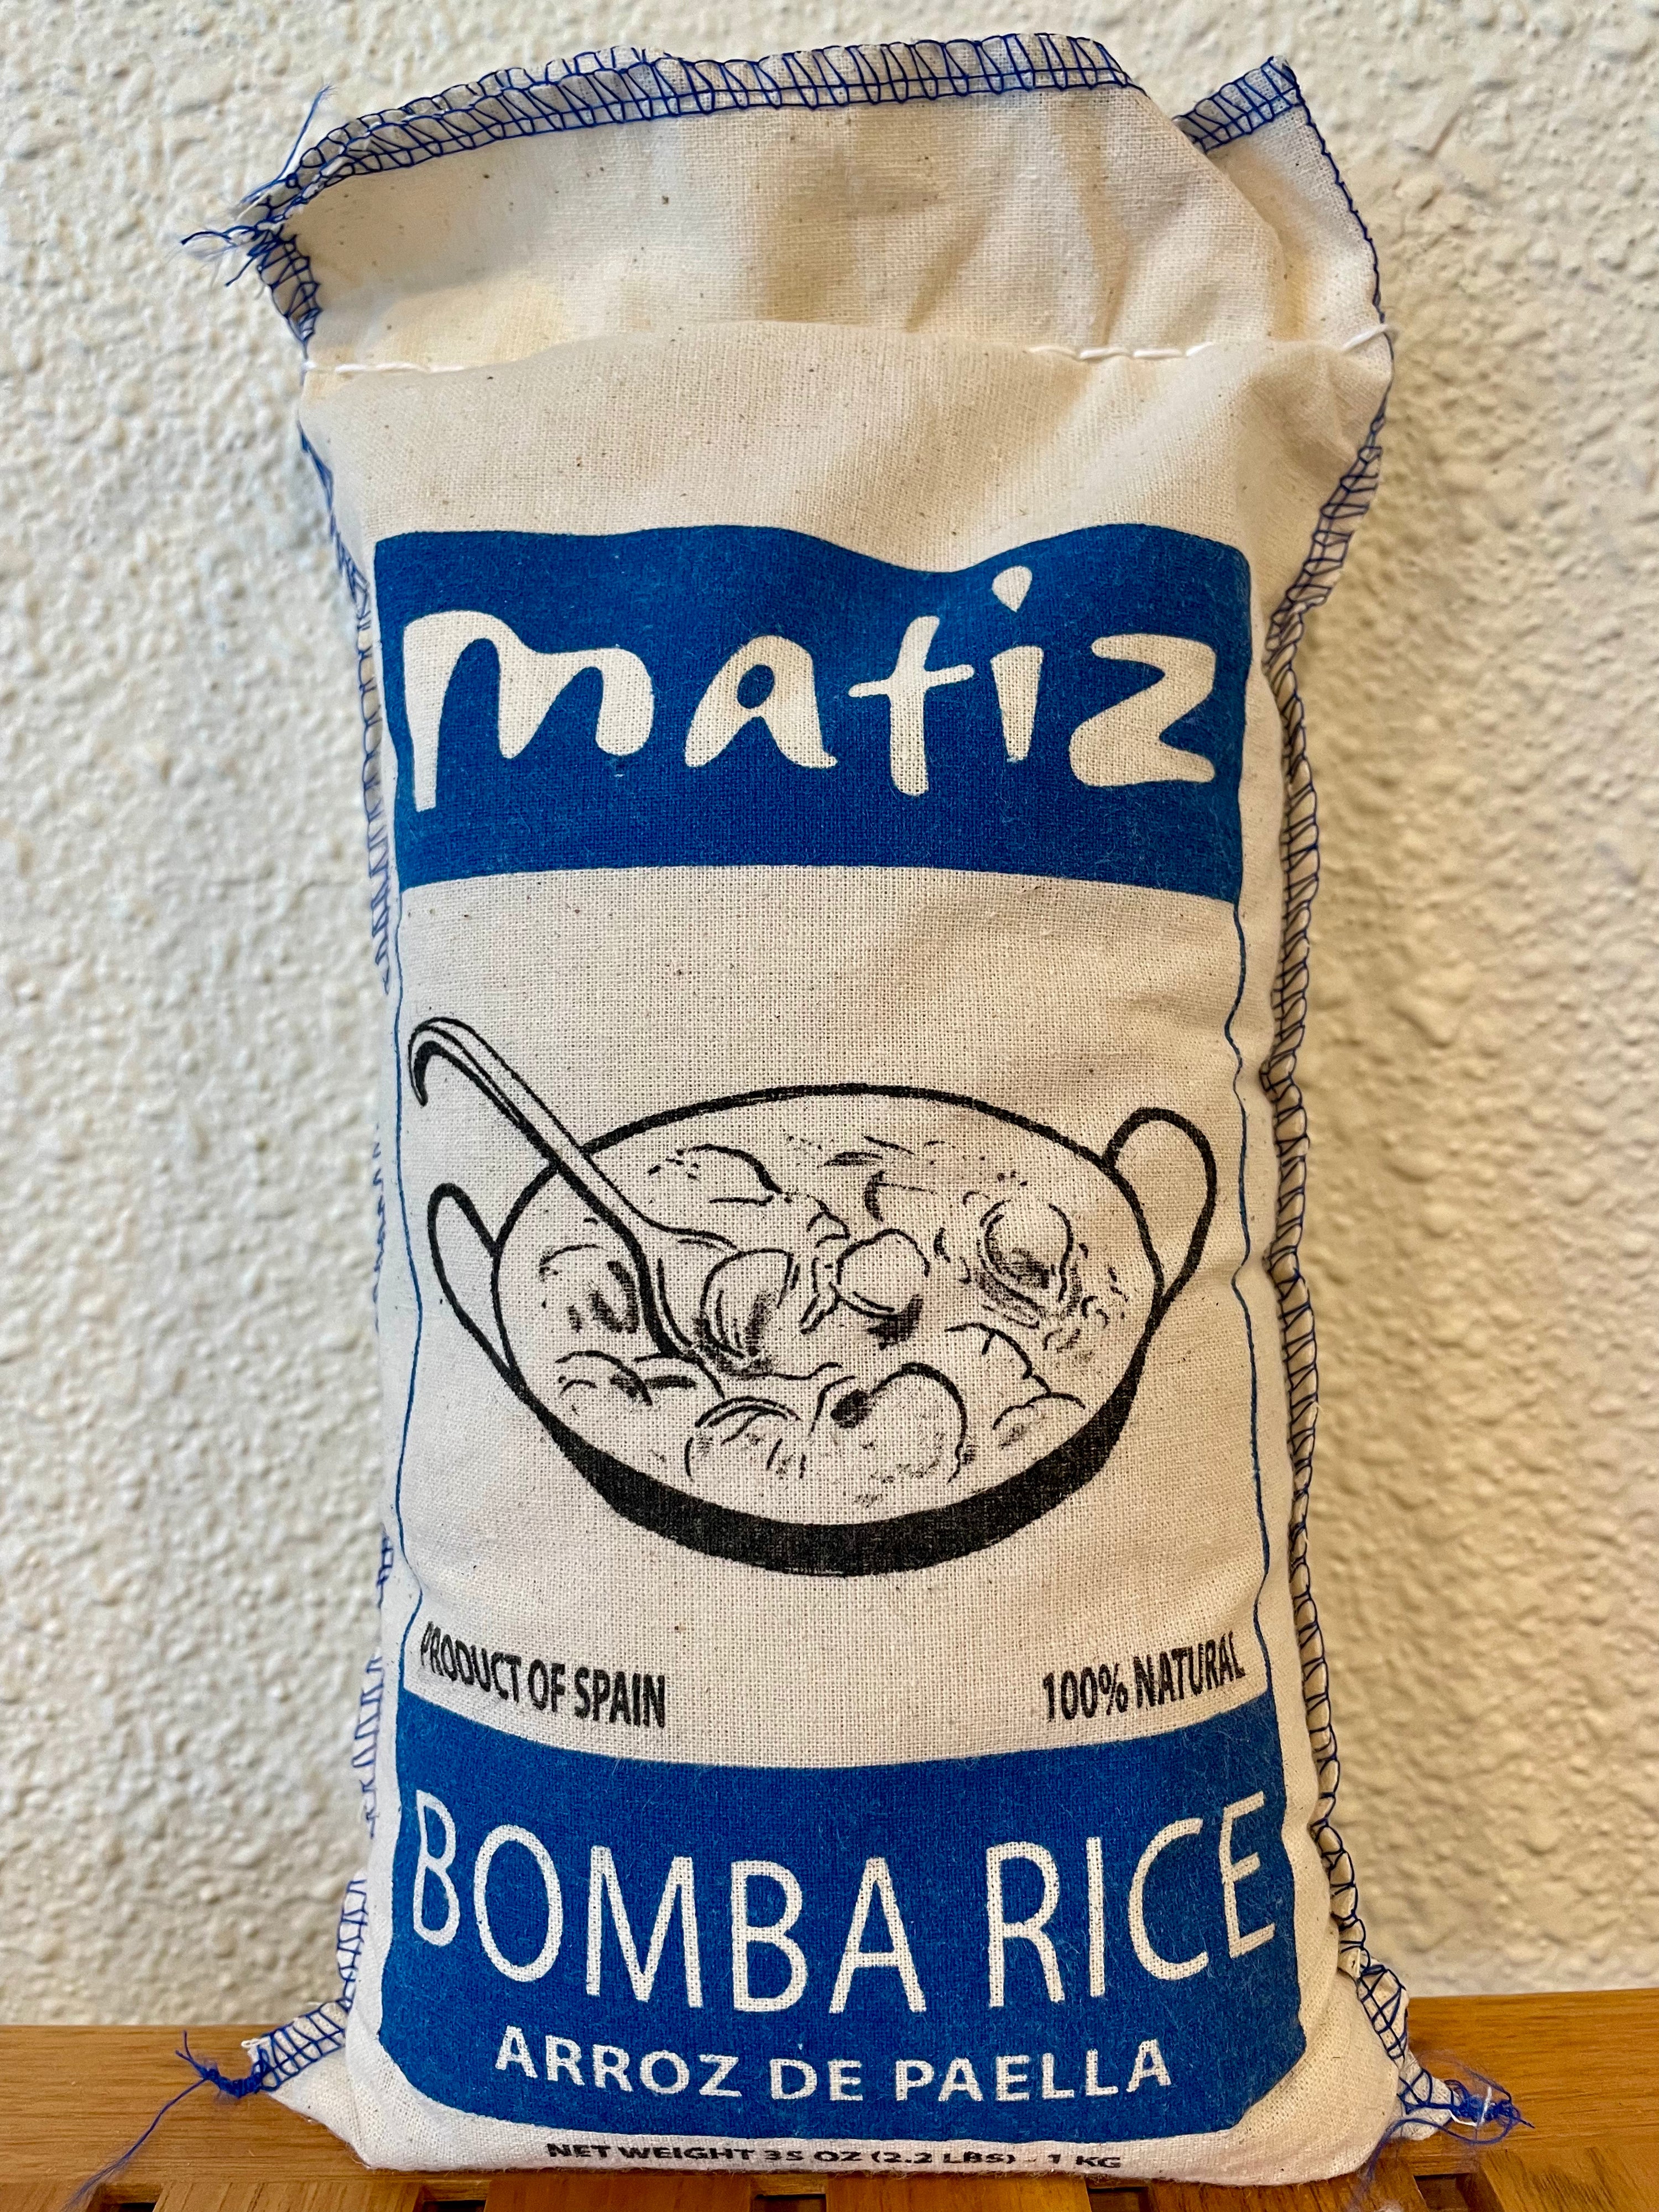 matiz
PRODUCT OF SPAIN
100% NATURAL
BOMBA RICE
ARROZ DE PAELLA
NET WEIGHT 35 OZ (2.2 LBS) - 1 KG